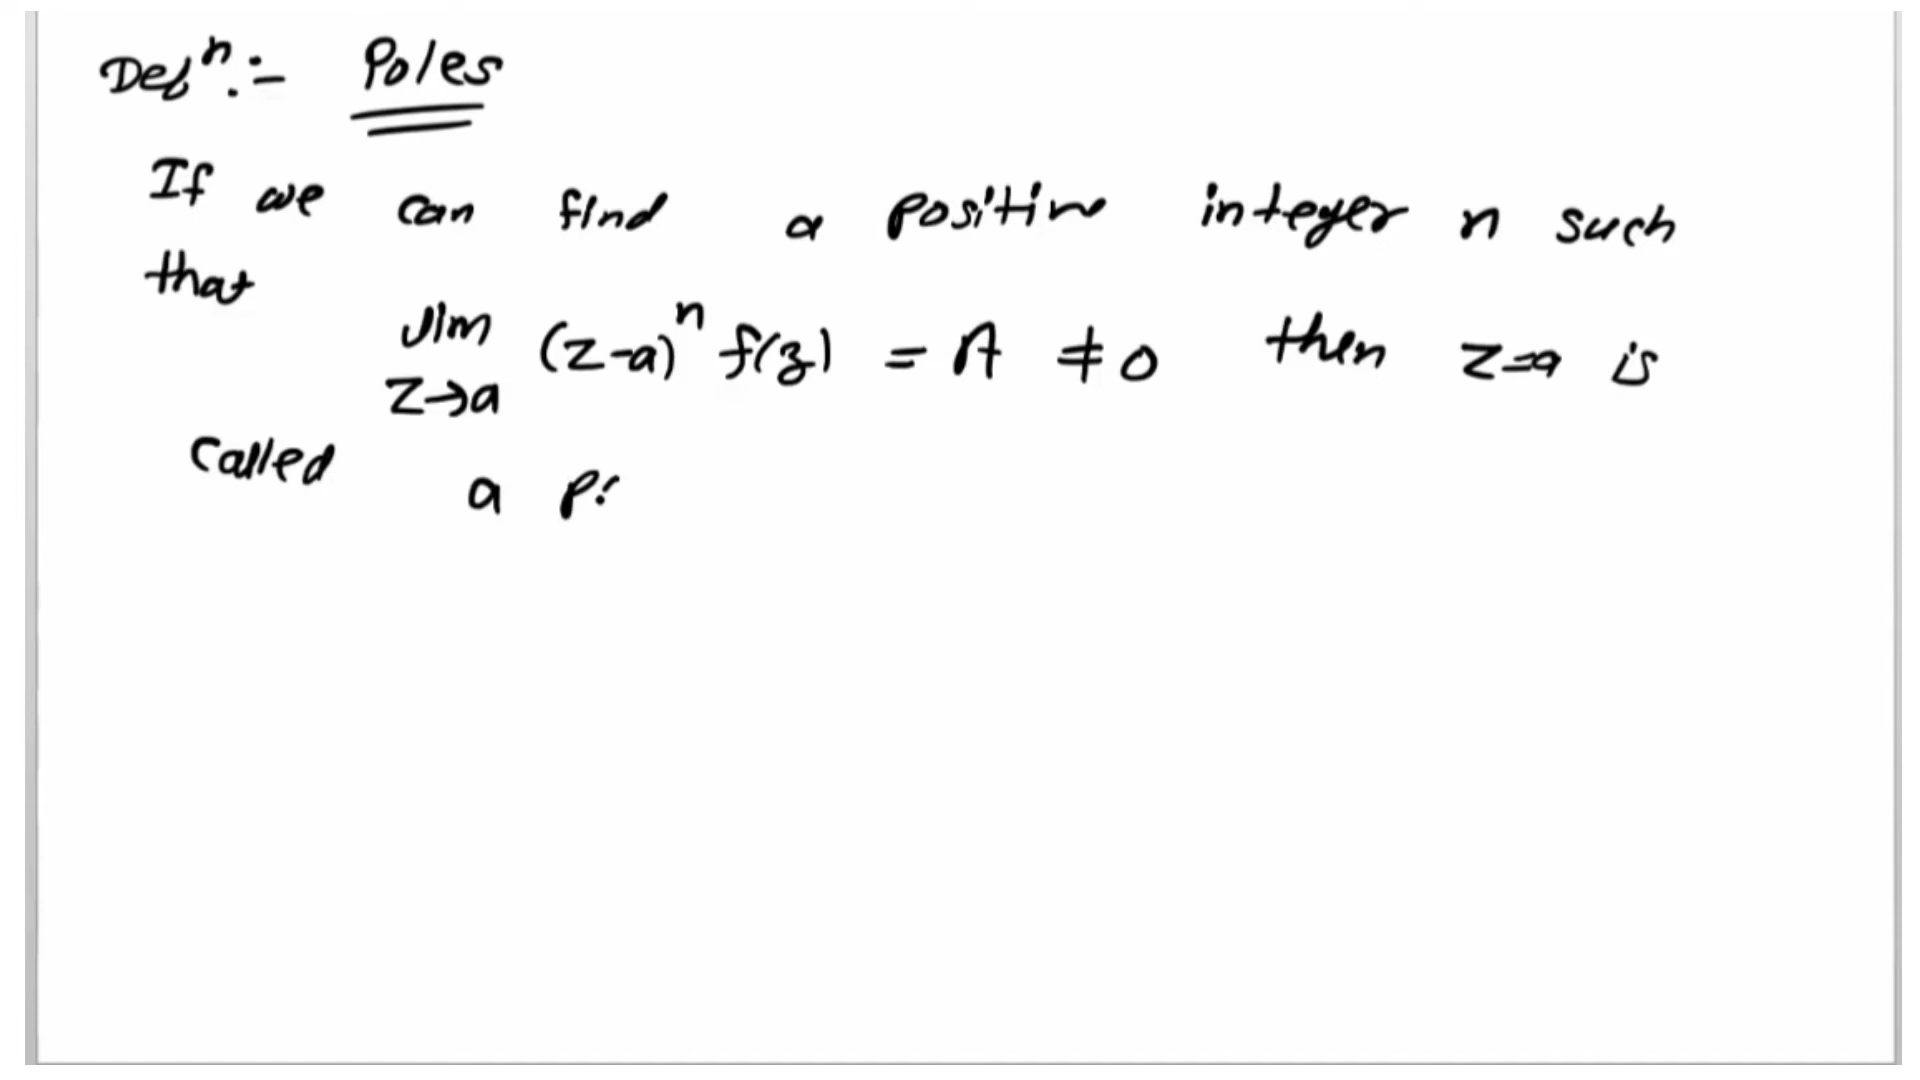 Defⁿ:- Poles
If we can find a positive integer n such
that
lim (z-a)ⁿ f(z) = A ≠ 0 then z=a is
z→a
called a